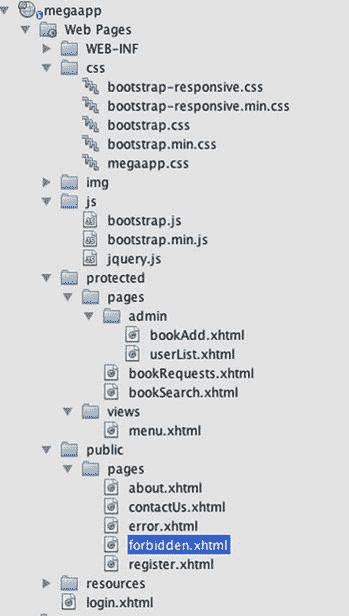 megaapp
Web Pages
WEB-INF
css
bootstrap-responsive.css
bootstrap-responsive.min.css
bootstrap.css
bootstrap.min.css
megaapp.css
img
js
bootstrap.js
bootstrap.min.js
jquery.js
protected
pages
admin
bookAdd.xhtml
userList.xhtml
bookRequests.xhtml
bookSearch.xhtml
views
menu.xhtml
public
pages
about.xhtml
contactUs.xhtml
error.xhtml
forbidden.xhtml
register.xhtml
resources
login.xhtml